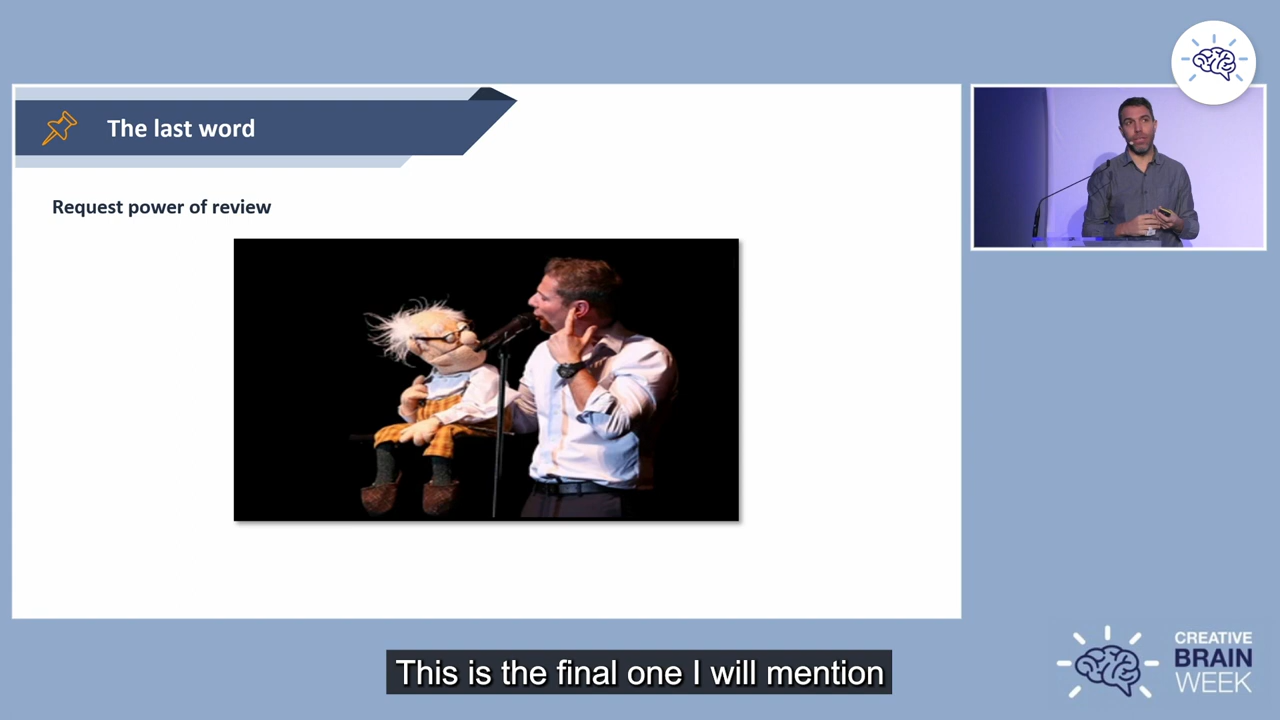 The last word
Request power of review
This is the final one I will mention
CREATIVE
BRAIN
WEEK